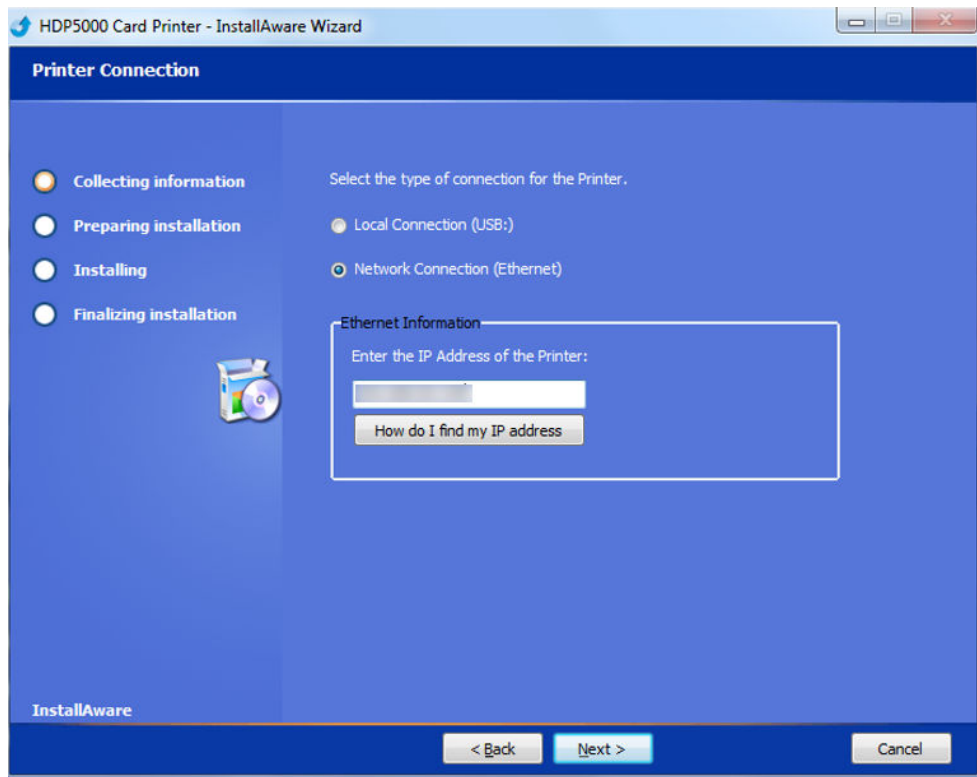 HDP5000 Card Printer - InstallAware Wizard
Printer Connection
Collecting information
Preparing installation
Installing
Finalizing installation
Select the type of connection for the Printer.
Local Connection (USB:)
Network Connection (Ethernet)
Ethernet Information
Enter the IP Address of the Printer:
How do I find my IP address
InstallAware
< Back
Next >
Cancel